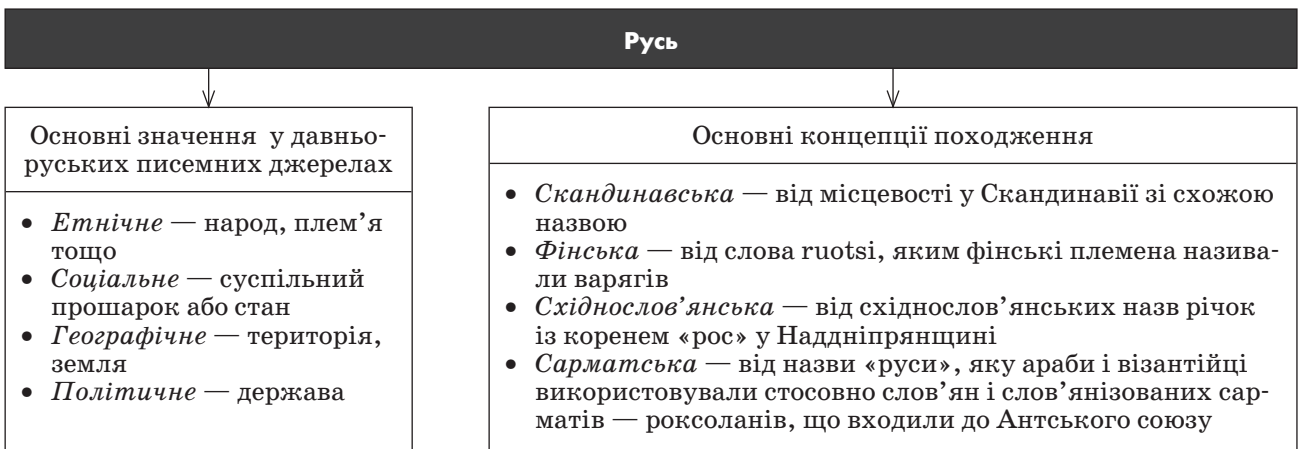 Русь
Основні значення у давньо-
руських писемних джерелах
• Етнічне — народ, плем’я
тощо
• Соціальне — суспільний
прошарок або стан
• Географічне — територія,
земля
• Політичне — держава
Основні концепції походження
• Скандинавська — від місцевості у Скандинавії зі схожою
назвою
• Фінська — від слова ruotsi, яким фінські племена назива-
ли варягів
• Східнослов’янська — від східнослов’янських назв річок
із коренем «рос» у Наддніпрянщині
• Сарматська — від назви «руси», яку араби і візантійці
використовували стосовно слов’ян і слов’янізованих сар-
матів — роксоланів, що входили до Антського союзу